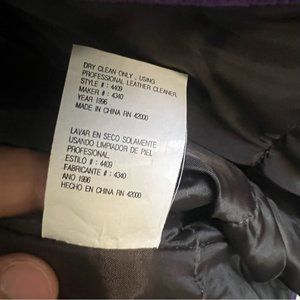 DRY CLEAN ONLY , USING
PROFESSIONAL LEATHER CLEANER.
STYLE # : 4409
MAKER # : 4340
YEAR 1996
MADE IN CHINA RN 42000
LAVAR EN SECO SOLAMENTE
USANDO LIMPIADOR DE PIEL
PROFESIONAL.
ESTILO # : 4409
FABRICANTE # : 4340
ANO 1996
HECHO EN CHINA RN 42000